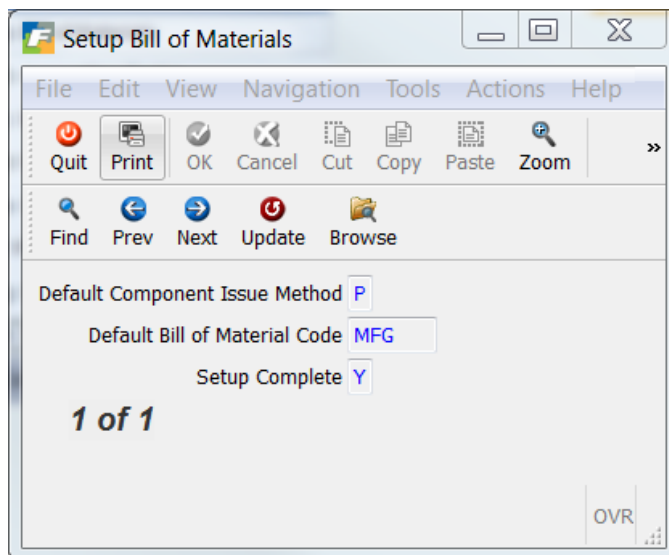 Setup Bill of Materials
File Edit View Navigation Tools Actions Help
Quit Print OK Cancel Cut Copy Paste Zoom »
Find Prev Next Update Browse
Default Component Issue Method P
Default Bill of Material Code MFG
Setup Complete Y
1 of 1
OVR